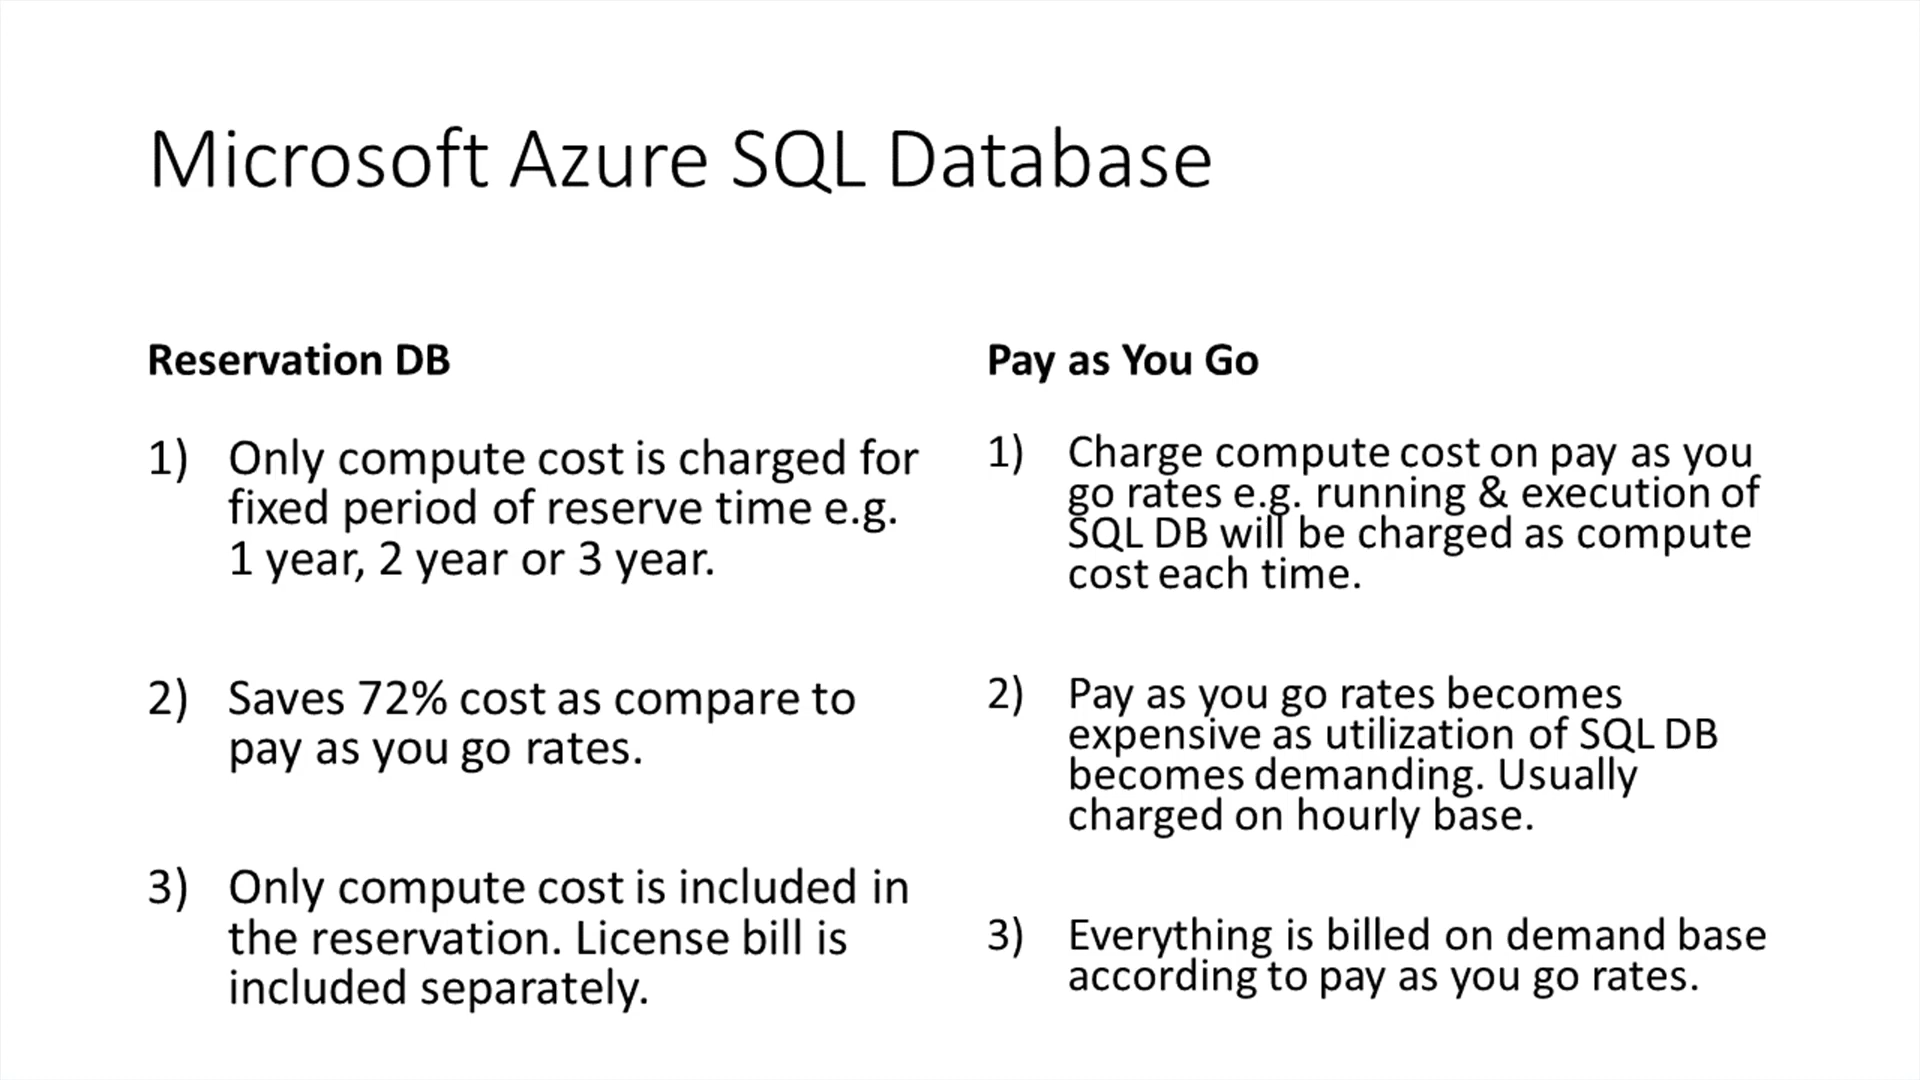 Microsoft Azure SQL Database
Reservation DB
1) Only compute cost is charged for
fixed period of reserve time e.g.
1 year, 2 year or 3 year.
2) Saves 72% cost as compare to
pay as you go rates.
3) Only compute cost is included in
the reservation. License bill is
included separately.
Pay as You Go
1) Charge compute cost on pay as you
go rates e.g. running & execution of
SQL DB will be charged as compute
cost each time.
2) Pay as you go rates becomes
expensive as utilization of SQL DB
becomes demanding. Usually
charged on hourly base.
3) Everything is billed on demand base
according to pay as you go rates.